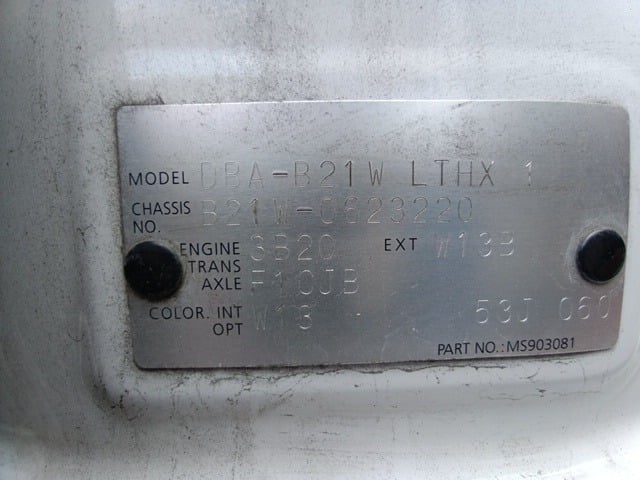 MODEL DBA-B21W LTHX 1
CHASSIS NO. B21W-0623220
ENGINE 3B20 EXT W13B
TRANS AXLE F1CJB
COLOR. INT OPT W13 - 53J 060
PART NO.: MS903081